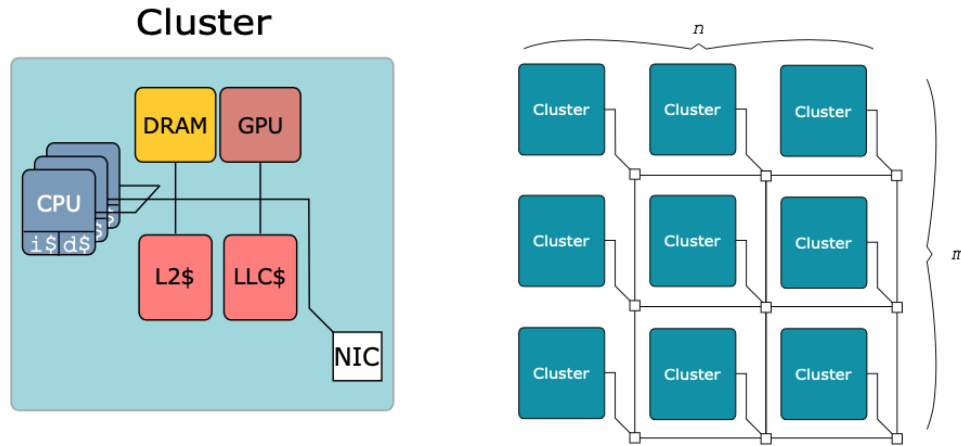 Cluster
DRAM
GPU
CPU
i$ d$
$
$
L2$
LLC$
NIC
n
Cluster
Cluster
Cluster
m
Cluster
Cluster
Cluster
Cluster
Cluster
Cluster